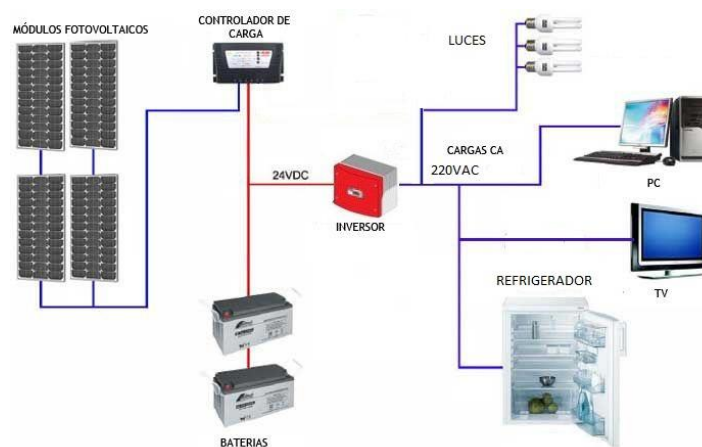 MÓDULOS FOTOVOLTAICOS
CONTROLADOR DE
CARGA
LUCES
CARGAS CA
220VAC
PC
24VDC
INVERSOR
TV
REFRIGERADOR
BATERIAS